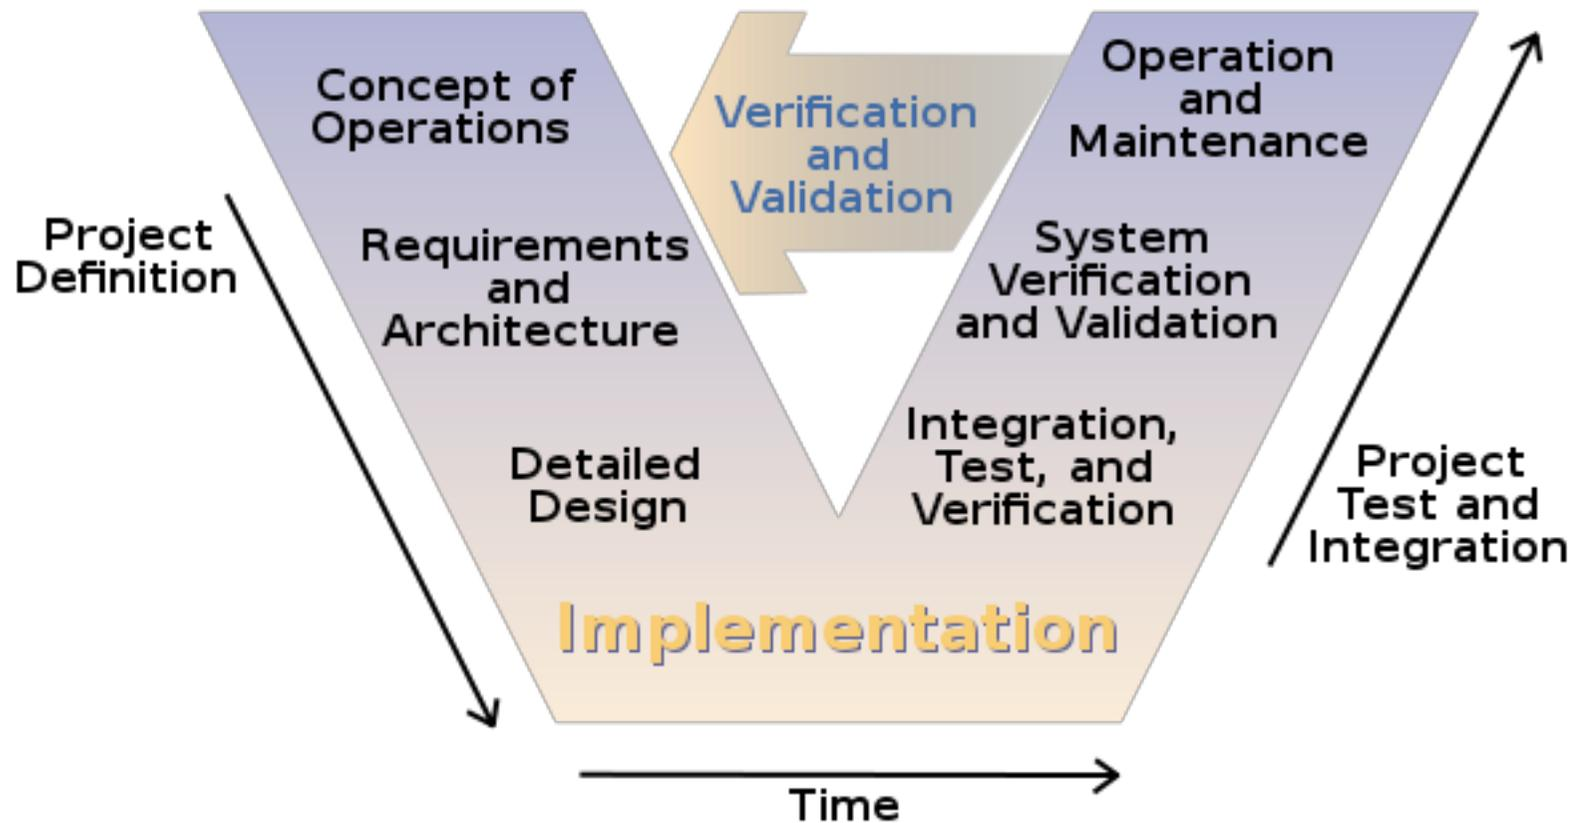 Concept of
Operations
Verification
and
Validation
Operation
and
Maintenance
Project
Definition
Requirements
and
Architecture
System
Verification
and Validation
Detailed
Design
Integration,
Test, and
Verification
Project
Test and
Integration
Implementation
Time